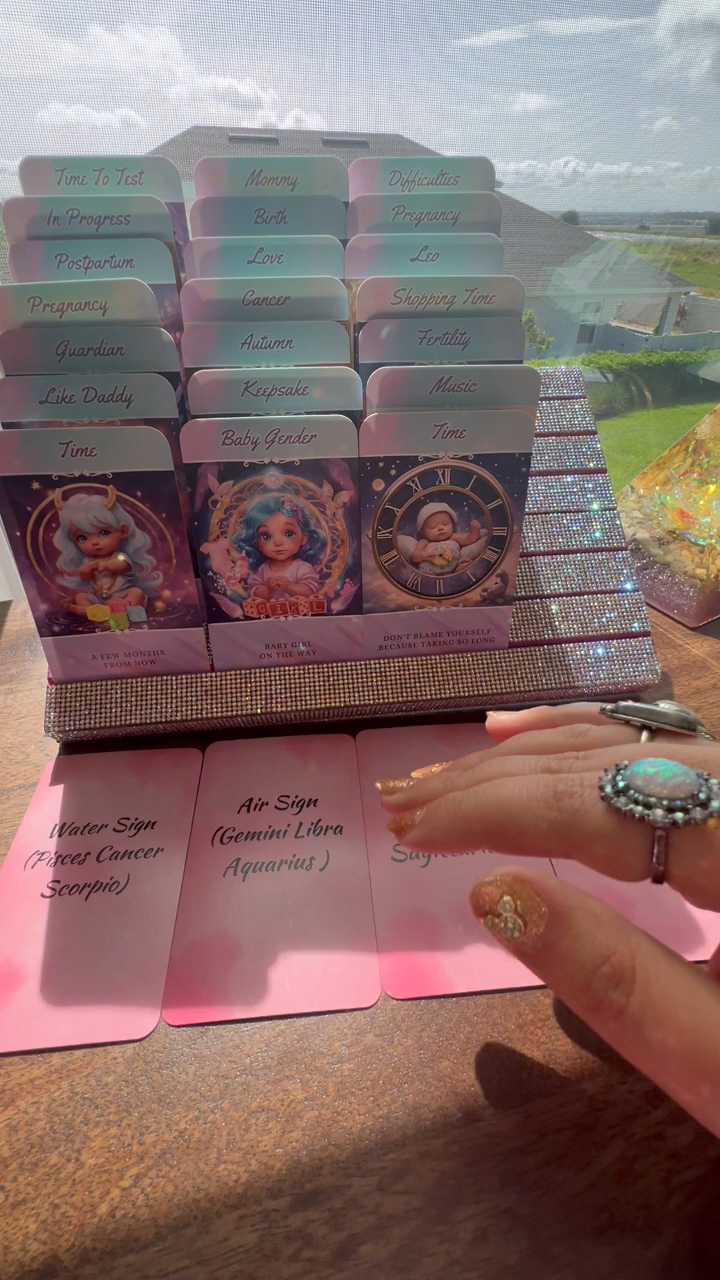 Time To Test
Mommy
Difficulties
In Progress
Birth
Pregnancy
Postpartum
Love
Leo
Pregnancy
Cancer
Shopping Time
Guardian
Autumn
Fertility
Like Daddy
Keepsake
Music
Time
Baby Gender
Time
XII
GIRL
A FEW MONTHS
FROM NOW
BABY GIRL
ON THE WAY
DON'T BLAME YOURSELF
BECAUSE TAKING SO LONG
Water Sign
(Pisces Cancer
Scorpio)
Air Sign
(Gemini Libra
Aquarius)